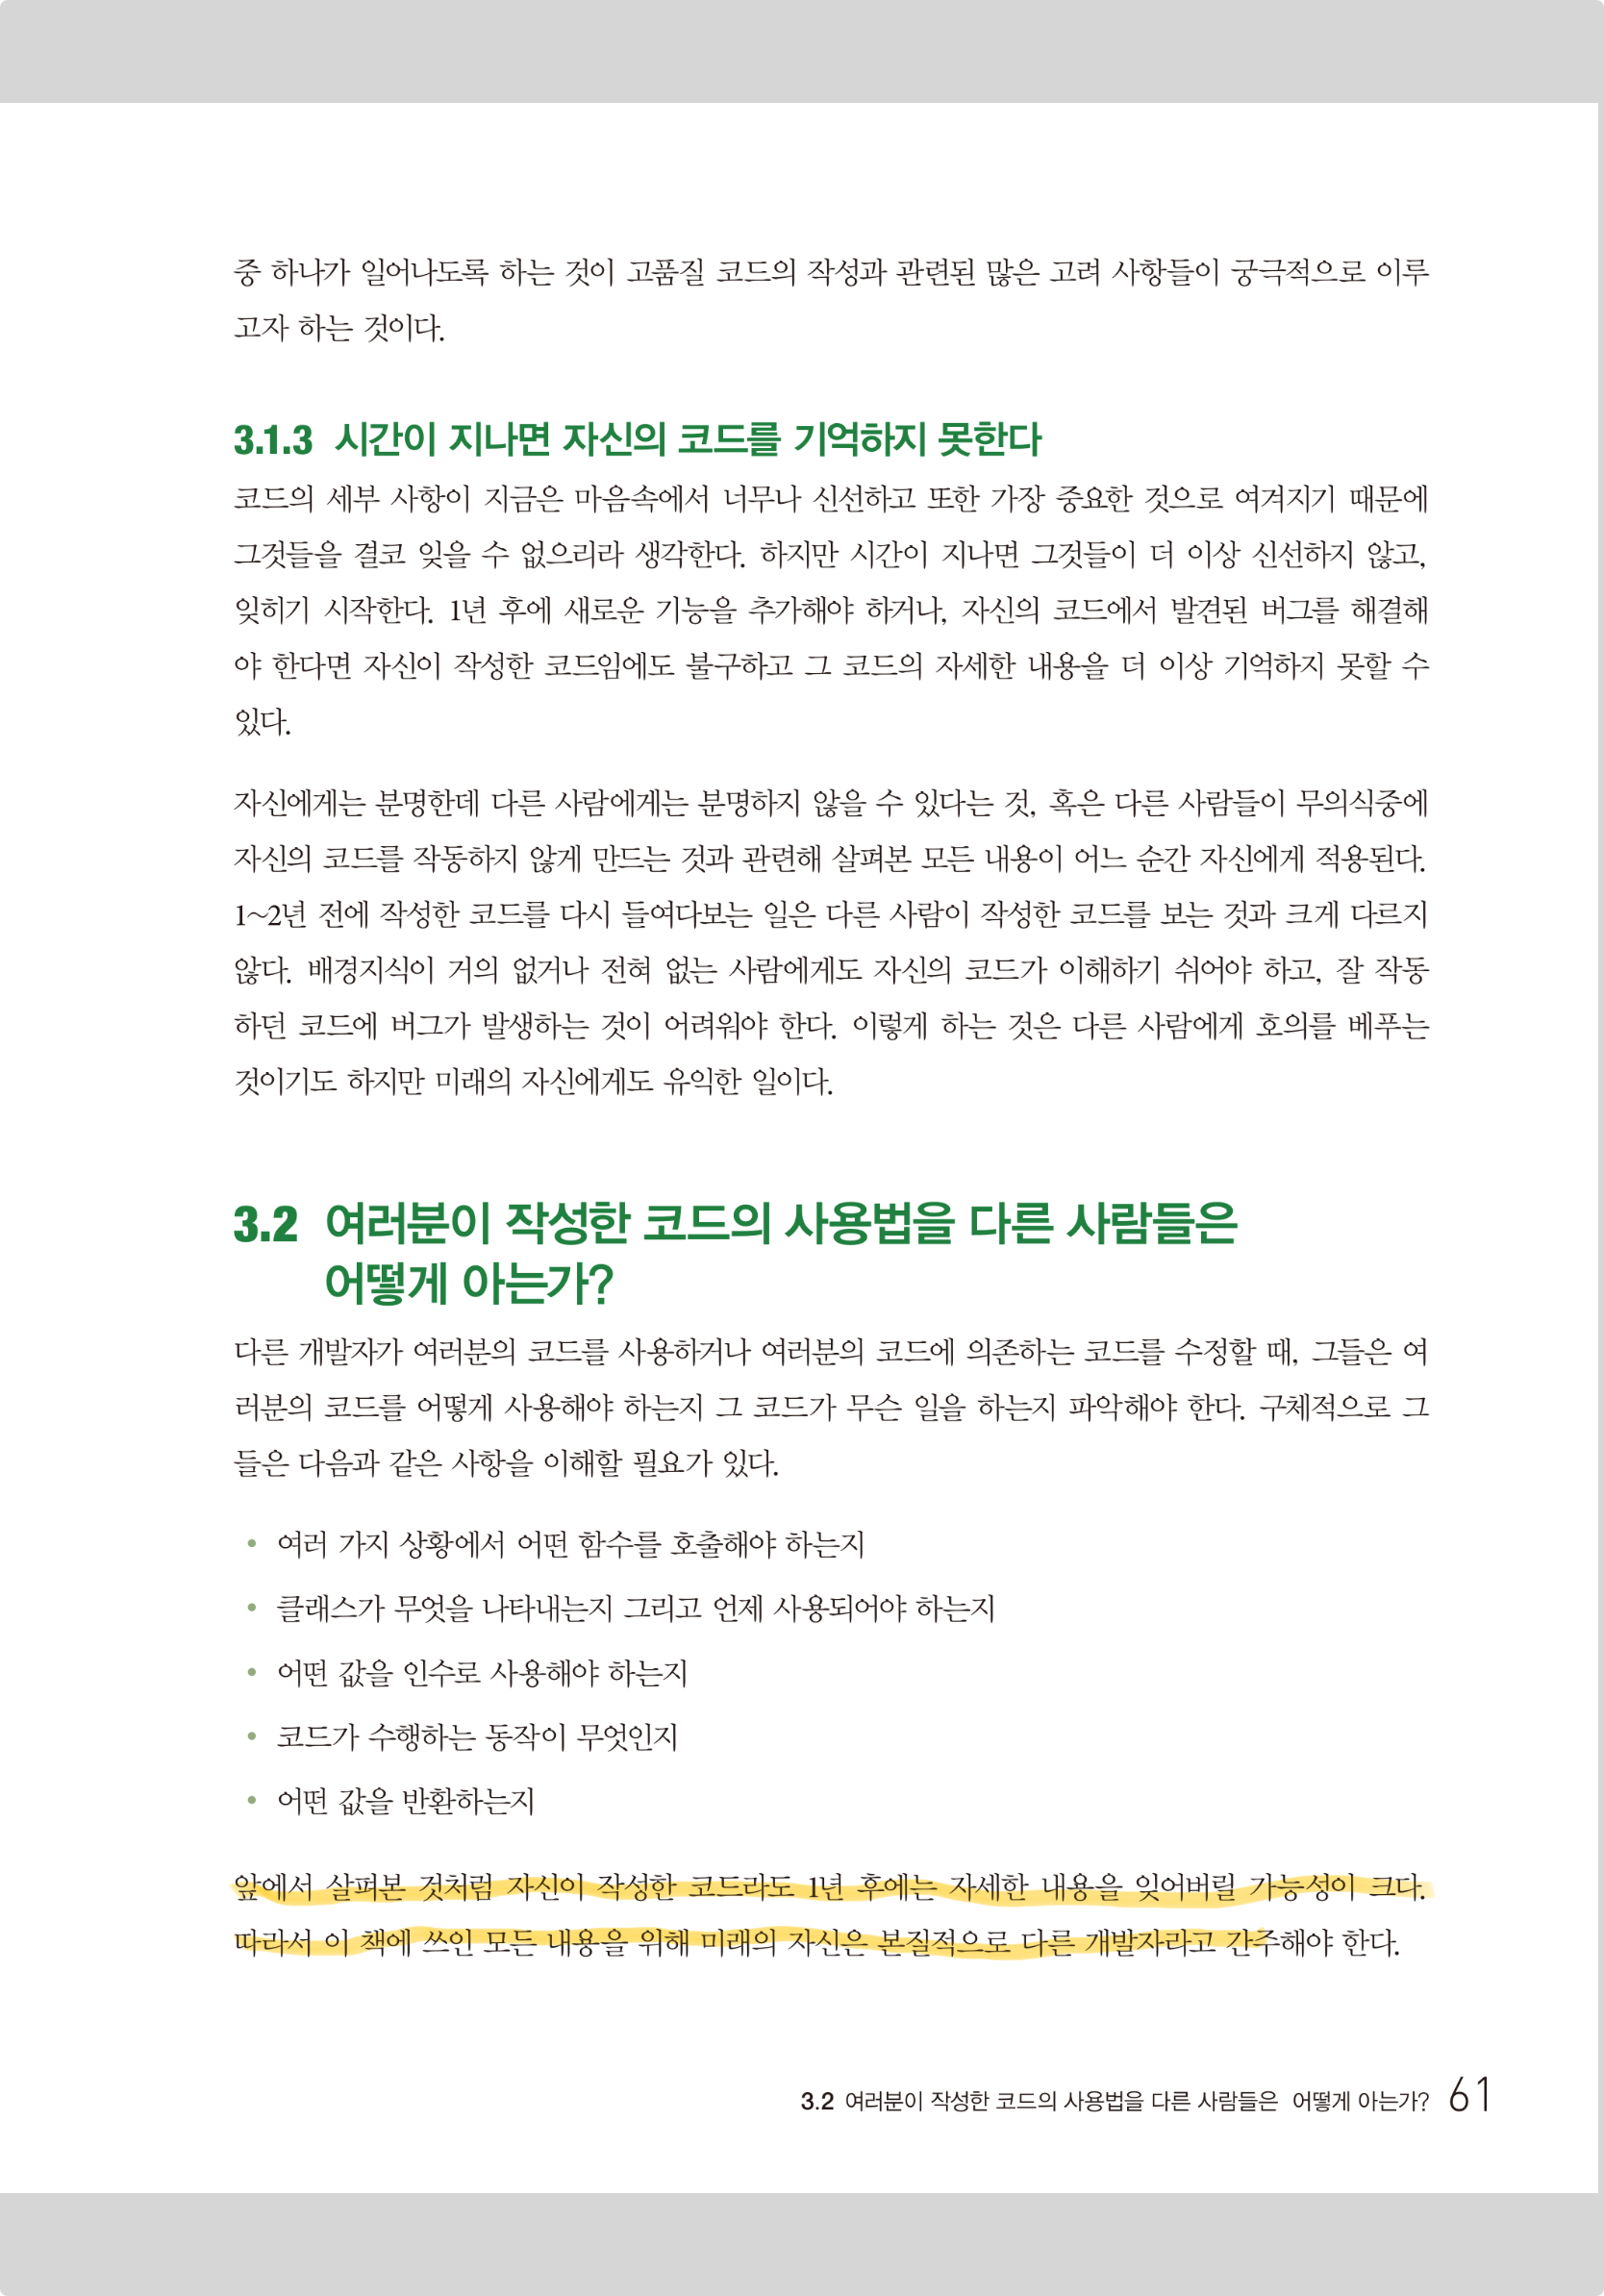 중 하나가 일어나도록 하는 것이 고품질 코드의 작성과 관련된 많은 고려 사항들이 궁극적으로 이루
고자 하는 것이다.
3.1.3 시간이 지나면 자신의 코드를 기억하지 못한다
코드의 세부 사항이 지금은 마음속에서 너무나 신선하고 또한 가장 중요한 것으로 여겨지기 때문에
그것들을 결코 잊을 수 없으리라 생각한다. 하지만 시간이 지나면 그것들이 더 이상 신선하지 않고,
잊히기 시작한다. 1년 후에 새로운 기능을 추가해야 하거나, 자신의 코드에서 발견된 버그를 해결해
야 한다면 자신이 작성한 코드임에도 불구하고 그 코드의 자세한 내용을 더 이상 기억하지 못할 수
있다.
자신에게는 분명한데 다른 사람에게는 분명하지 않을 수 있다는 것, 혹은 다른 사람들이 무의식중에
자신의 코드를 작동하지 않게 만드는 것과 관련해 살펴본 모든 내용이 어느 순간 자신에게 적용된다.
1~2년 전에 작성한 코드를 다시 들여다보는 일은 다른 사람이 작성한 코드를 보는 것과 크게 다르지
않다. 배경지식이 거의 없거나 전혀 없는 사람에게도 자신의 코드가 이해하기 쉬어야 하고, 잘 작동
하던 코드에 버그가 발생하는 것이 어려워야 한다. 이렇게 하는 것은 다른 사람에게 호의를 베푸는
것이기도 하지만 미래의 자신에게도 유익한 일이다.
3.2 여러분이 작성한 코드의 사용법을 다른 사람들은
어떻게 아는가?
다른 개발자가 여러분의 코드를 사용하거나 여러분의 코드에 의존하는 코드를 수정할 때, 그들은 여
러분의 코드를 어떻게 사용해야 하는지 그 코드가 무슨 일을 하는지 파악해야 한다. 구체적으로 그
들은 다음과 같은 사항을 이해할 필요가 있다.
• 여러 가지 상황에서 어떤 함수를 호출해야 하는지
• 클래스가 무엇을 나타내는지 그리고 언제 사용되어야 하는지
• 어떤 값을 인수로 사용해야 하는지
• 코드가 수행하는 동작이 무엇인지
• 어떤 값을 반환하는지
앞에서 살펴본 것처럼 자신이 작성한 코드라도 1년 후에는 자세한 내용을 잊어버릴 가능성이 크다.
따라서 이 책에 쓰인 모든 내용을 위해 미래의 자신은 본질적으로 다른 개발자라고 간주해야 한다.
3.2 여러분이 작성한 코드의 사용법을 다른 사람들은 어떻게 아는가? 61